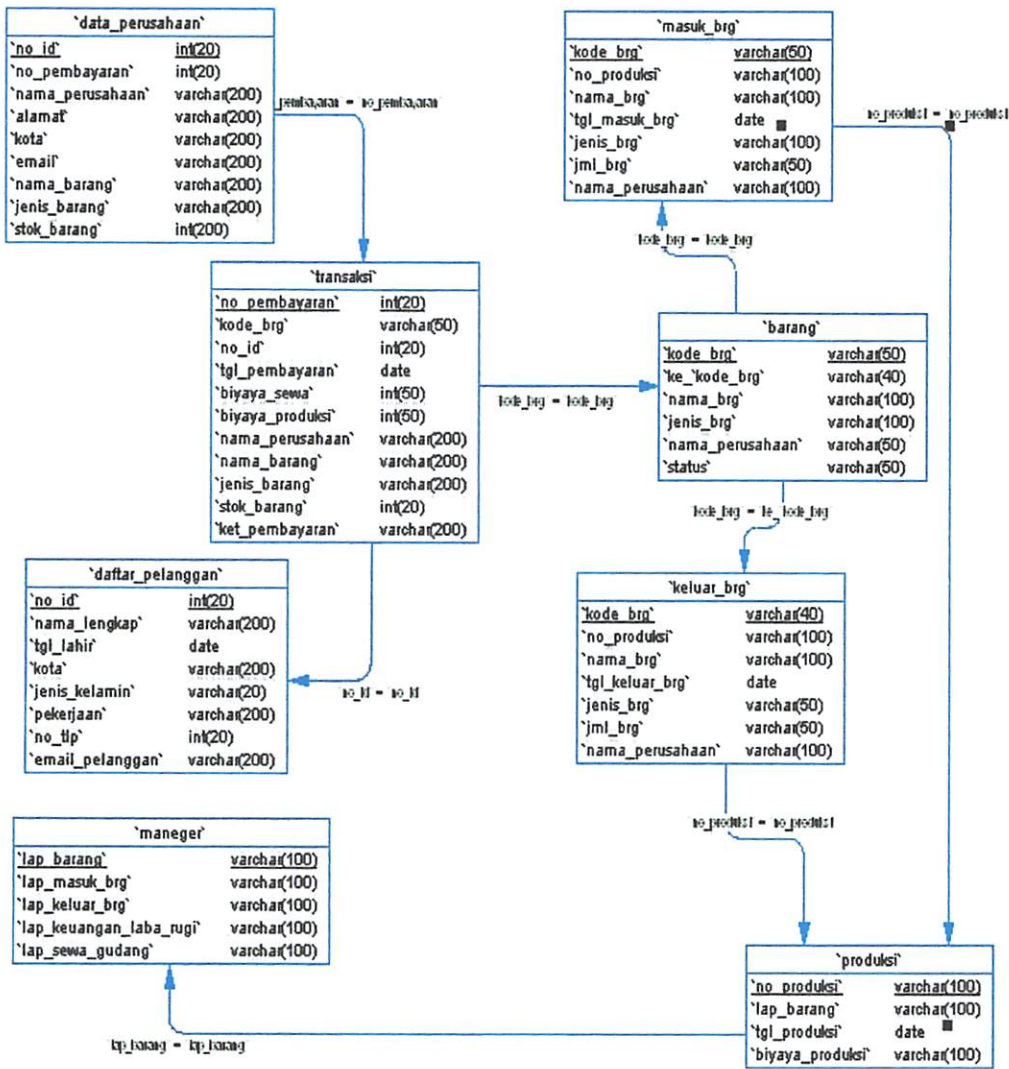 `data_perusahaan`
`no_id` int(20)
`no_pembayaran` int(20)
`nama_perusahaan` varchar(200)
`alamat` varchar(200)
`kota` varchar(200)
`email` varchar(200)
`nama_barang` varchar(200)
`jenis_barang` varchar(200)
`stok_barang` int(200)
pembayaran = no_pembayaran
`masuk_brg`
`kode_brg` varchar(50)
`no_produksi` varchar(100)
`nama_brg` varchar(100)
`tgl_masuk_brg` date
`jenis_brg` varchar(100)
`jml_brg` varchar(50)
`nama_perusahaan` varchar(100)
no_produksi = no_produksi
kode_brg = kode_brg
`transaksi`
`no_pembayaran` int(20)
`kode_brg` varchar(50)
`no_id` int(20)
`tgl_pembayaran` date
`biyaya_sewa` int(50)
`biyaya_produksi` int(50)
`nama_perusahaan` varchar(200)
`nama_barang` varchar(200)
`jenis_barang` varchar(200)
`stok_barang` int(20)
`ket_pembayaran` varchar(200)
kode_brg = kode_brg
`barang`
`kode_brg` varchar(50)
`ke_`kode_brg` varchar(40)
`nama_brg` varchar(100)
`jenis_brg` varchar(100)
`nama_perusahaan` varchar(50)
`status` varchar(50)
kode_brg = ke_ kode_brg
`daftar_pelanggan`
`no_id` int(20)
`nama_lengkap` varchar(200)
`tgl_lahir` date
`kota` varchar(200)
`jenis_kelamin` varchar(20)
`pekerjaan` varchar(200)
`no_tlp` int(20)
`email_pelanggan` varchar(200)
no_id = no_id
`keluar_brg`
`kode_brg` varchar(40)
`no_produksi` varchar(100)
`nama_brg` varchar(100)
`tgl_keluar_brg` date
`jenis_brg` varchar(50)
`jml_brg` varchar(50)
`nama_perusahaan` varchar(100)
no_produksi = no_produksi
`maneger`
`lap_barang` varchar(100)
`lap_masuk_brg` varchar(100)
`lap_keluar_brg` varchar(100)
`lap_keuangan_laba_rugi` varchar(100)
`lap_sewa_gudang` varchar(100)
lap_barang = lap_barang
`produksi`
`no_produksi` varchar(100)
`lap_barang` varchar(100)
`tgl_produksi` date
`biyaya_produksi` varchar(100)